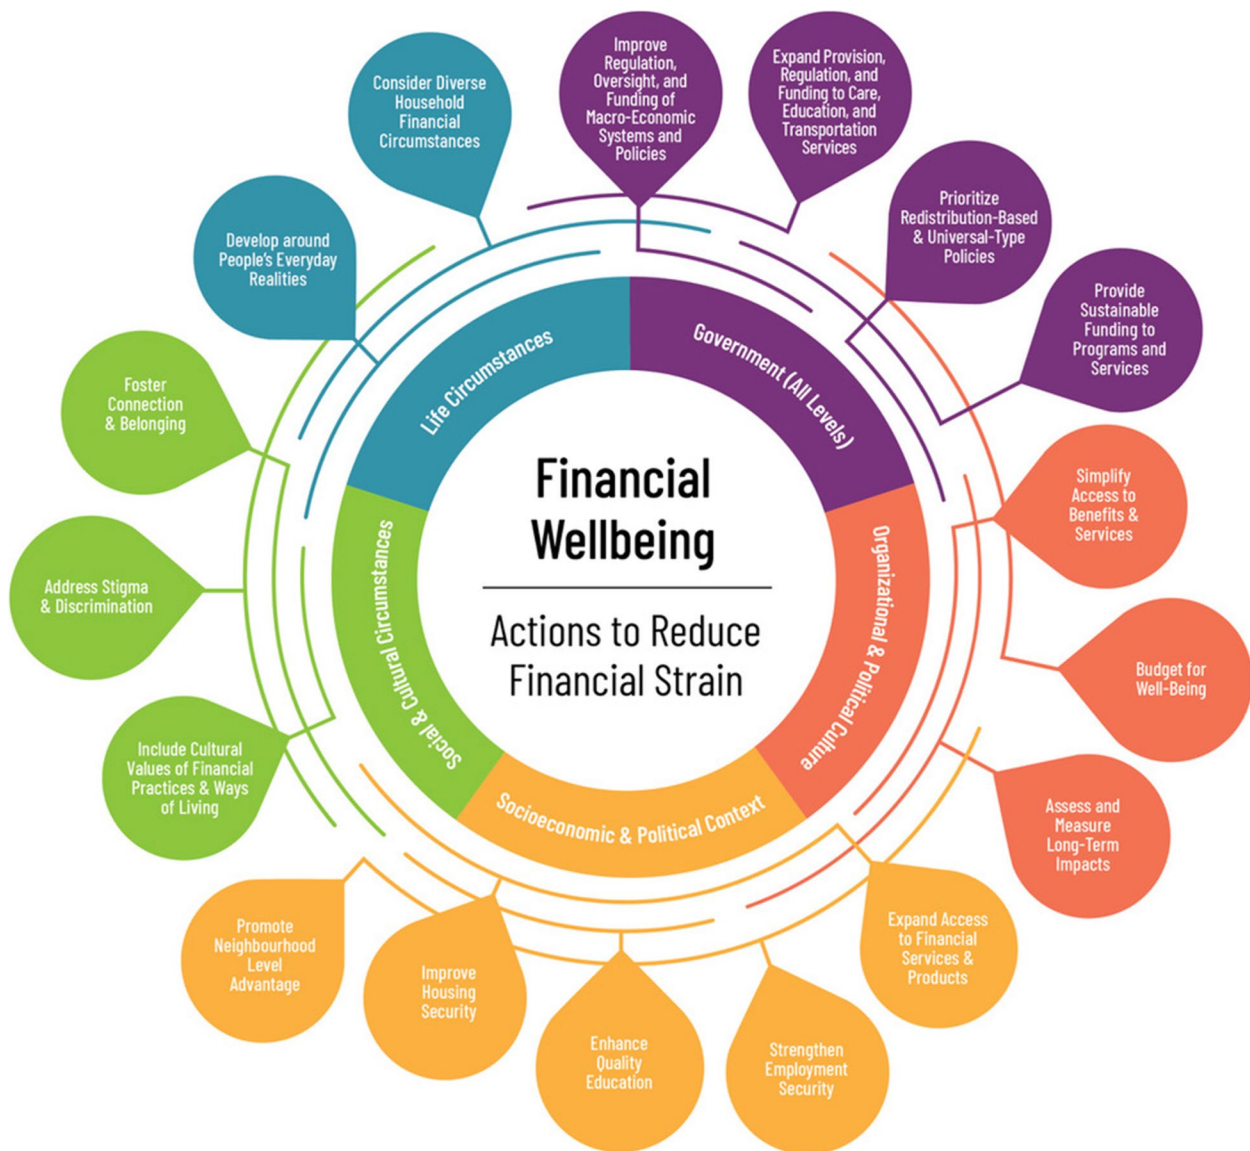 Financial
Wellbeing
Actions to Reduce
Financial Strain
Life Circumstances
Government (All Levels)
Organizational & Political Culture
Socioeconomic & Political Context
Social & Cultural Circumstances
Consider Diverse
Household
Financial
Circumstances
Develop around
People's Everyday
Realities
Improve
Regulation,
Oversight, and
Funding of
Macro-Economic
Systems and
Policies
Expand Provision,
Regulation, and
Funding to Care,
Education, and
Transportation
Services
Prioritize
Redistribution-Based
& Universal-Type
Policies
Provide
Sustainable
Funding to
Programs and
Services
Simplify
Access to
Benefits &
Services
Budget for
Well-Being
Assess and
Measure
Long-Term
Impacts
Expand Access
to Financial
Services &
Products
Strengthen
Employment
Security
Enhance
Quality
Education
Improve
Housing
Security
Promote
Neighbourhood
Level
Advantage
Include Cultural
Values of Financial
Practices & Ways
of Living
Address Stigma
& Discrimination
Foster
Connection
& Belonging